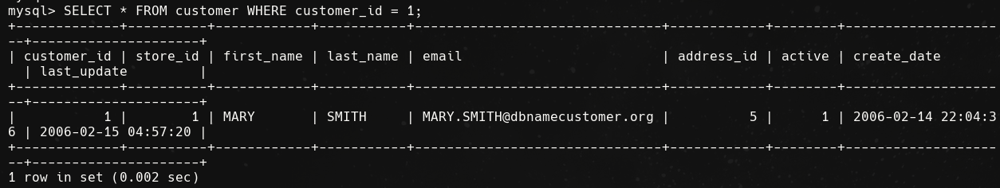 mysql> SELECT * FROM customer WHERE customer_id = 1;
+-------------+----------+------------+-----------+-------------------------------+------------+--------+-------------------
--+---------------------+
| customer_id | store_id | first_name | last_name | email                         | address_id | active | create_date
  | last_update         |
+-------------+----------+------------+-----------+-------------------------------+------------+--------+-------------------
--+---------------------+
|           1 |        1 | MARY       | SMITH     | MARY.SMITH@dbnamecustomer.org |          5 |      1 | 2006-02-14 22:04:3
6 | 2006-02-15 04:57:20 |
+-------------+----------+------------+-----------+-------------------------------+------------+--------+-------------------
--+---------------------+
1 row in set (0.002 sec)